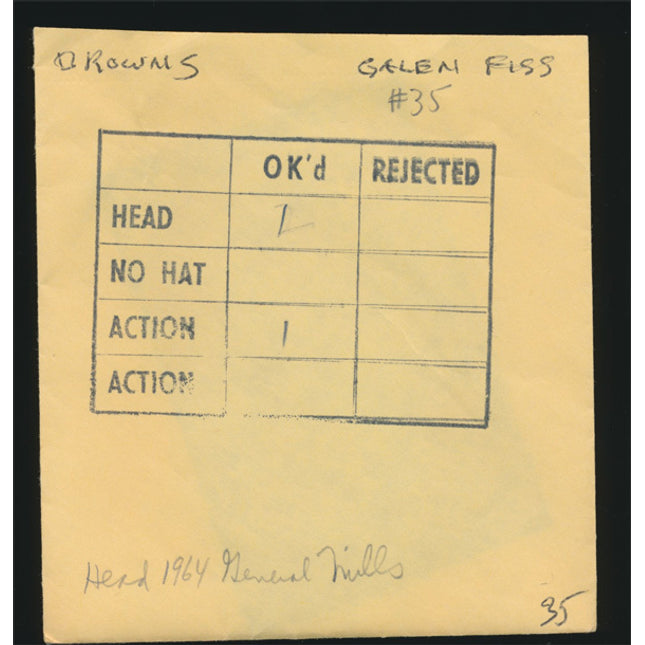 BROWNS GALEN FISS
#35
OK'd REJECTED
HEAD 1
NO HAT
ACTION 1
ACTION
Head 1964 General Mills
35